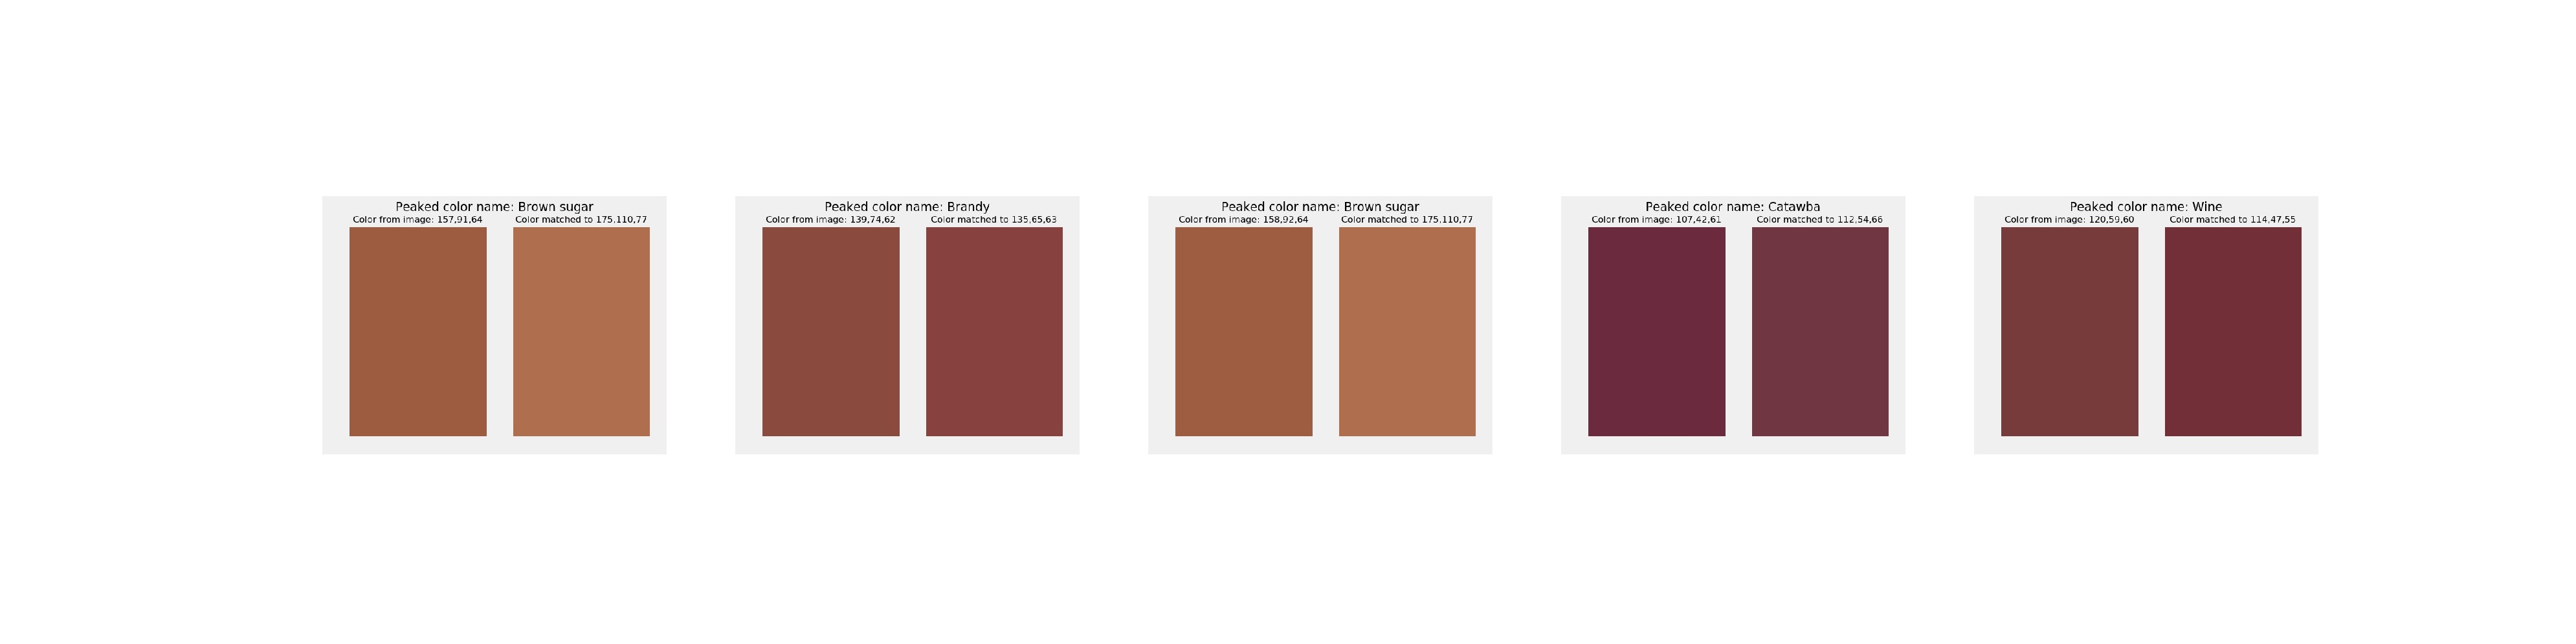 Peaked color name: Brown sugar
Color from image: 157,91,64
Color matched to 175,110,77
Peaked color name: Brandy
Color from image: 139,74,62
Color matched to 135,65,63
Peaked color name: Brown sugar
Color from image: 158,92,64
Color matched to 175,110,77
Peaked color name: Catawba
Color from image: 107,42,61
Color matched to 112,54,66
Peaked color name: Wine
Color from image: 120,59,60
Color matched to 114,47,55